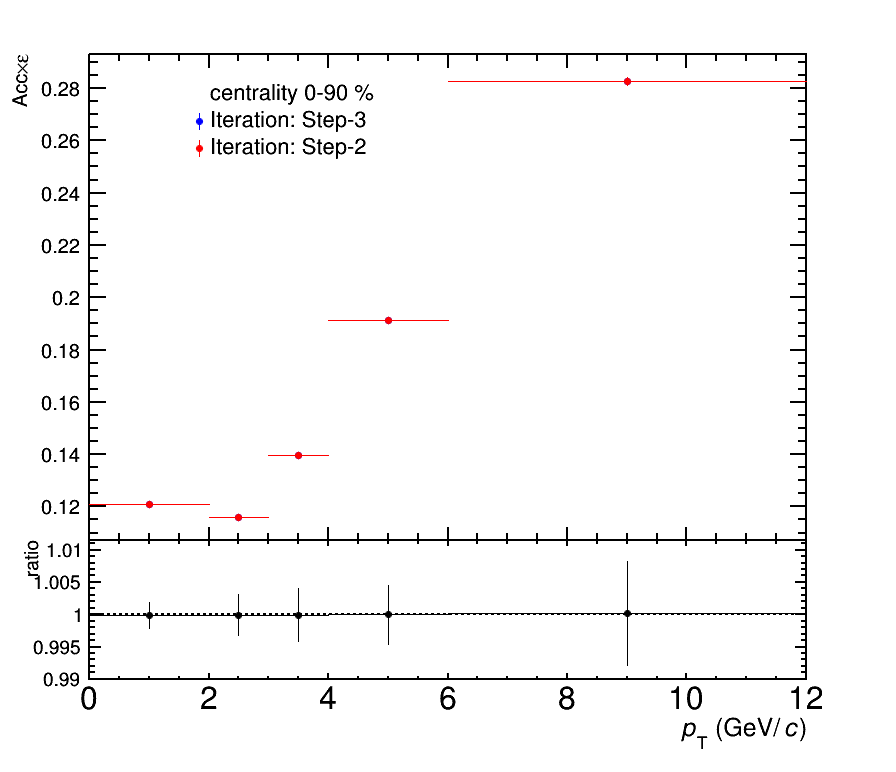 Acc×ε
centrality 0-90 %
Iteration: Step-3
Iteration: Step-2
0.28
0.26
0.24
0.22
0.2
0.18
0.16
0.14
0.12
ratio
1.01
1.005
1
0.995
0.99
0 2 4 6 8 10 12
p_T (GeV/c)